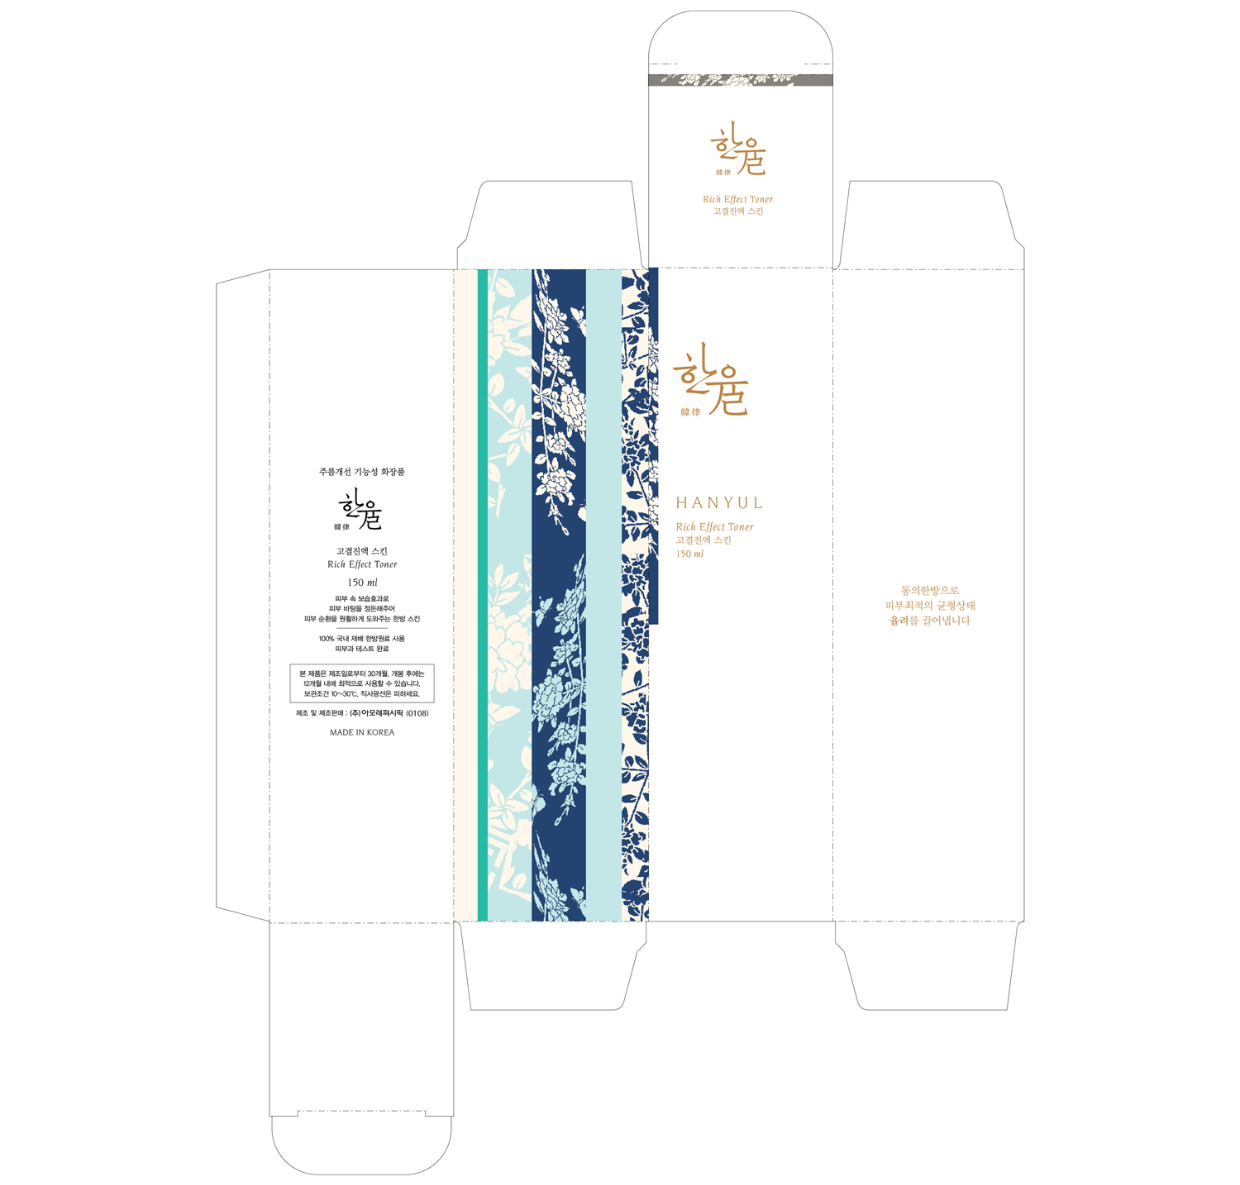 한율
韓律
Rich Effect Toner
고결진액 스킨
한율
韓律
HANYUL
Rich Effect Toner
고결진액 스킨
150 ml
주름개선 기능성 화장품
한율
韓律
고결진액 스킨
Rich Effect Toner
150 ml
피부 속 보습효과로
피부 바탕을 정돈해주어
피부 순환을 원활하게 도와주는 한방 스킨
100% 국내 재배 한방원료 사용
피부과 테스트 완료
본 제품은 제조일로부터 30개월, 개봉 후에는
12개월 내에 최적으로 사용할 수 있습니다.
보관조건 10~30℃, 직사광선은 피하세요.
제조 및 제조판매 : (주)아모레퍼시픽 (0108)
MADE IN KOREA
동의한방으로
피부최적의 균형상태
율려를 끌어냅니다